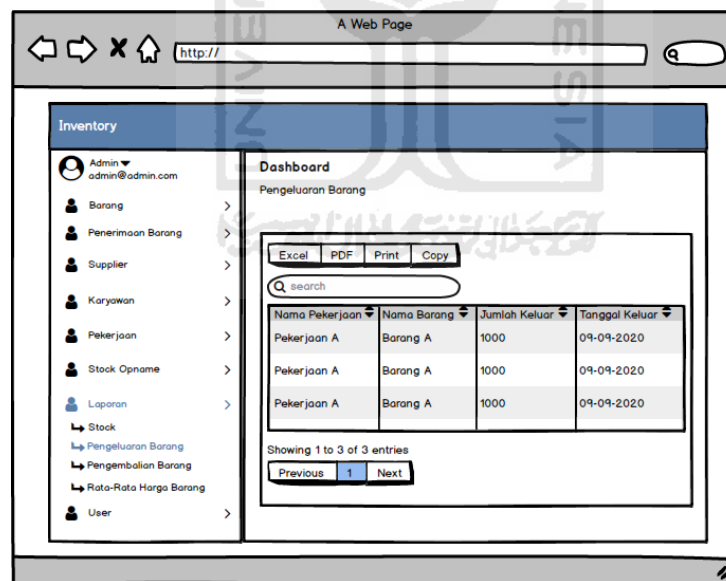 A Web Page
http://
Inventory
Admin
admin@admin.com
Barang
Penerimaan Barang
Supplier
Karyawan
Pekerjaan
Stock Opname
Laporan
Stock
Pengeluaran Barang
Pengembalian Barang
Rata-Rata Harga Barang
User
Dashboard
Pengeluaran Barang
Excel PDF Print Copy
search
Nama Pekerjaan Nama Barang Jumlah Keluar Tanggal Keluar
Pekerjaan A Barang A 1000 09-09-2020
Pekerjaan A Barang A 1000 09-09-2020
Pekerjaan A Barang A 1000 09-09-2020
Showing 1 to 3 of 3 entries
Previous 1 Next